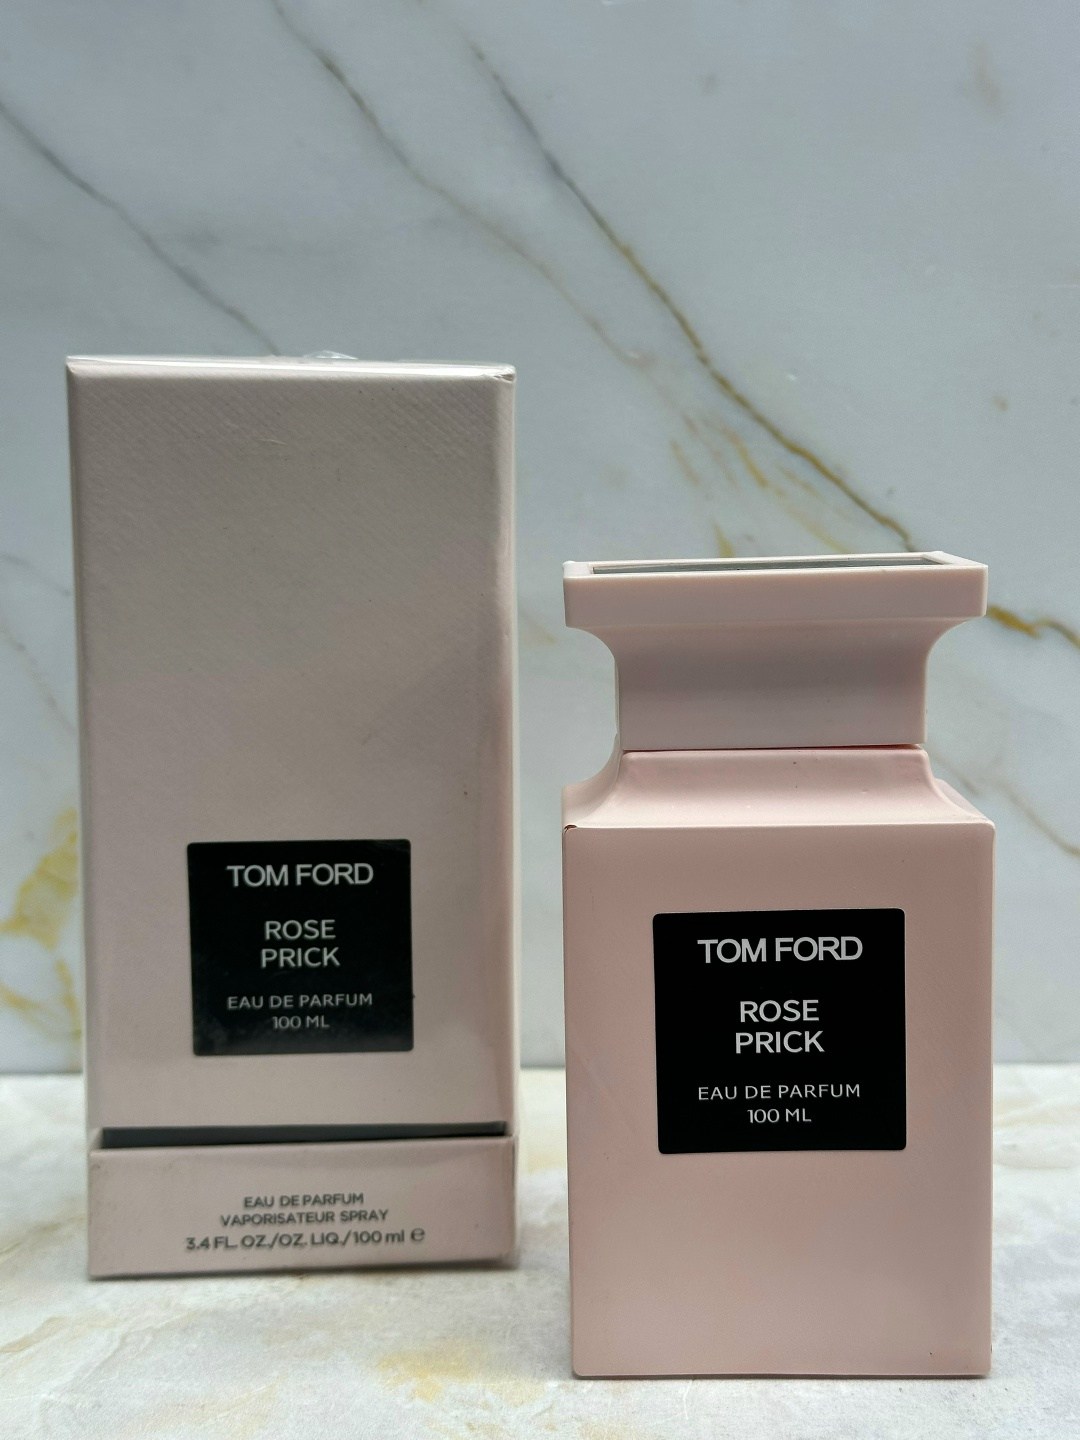 TOM FORD
ROSE
PRICK
EAU DE PARFUM
100 ML
EAU DE PARFUM
VAPORISATEUR SPRAY
3.4 FL. OZ./OZ. LIQ./100 ml ℮
TOM FORD
ROSE
PRICK
EAU DE PARFUM
100 ML